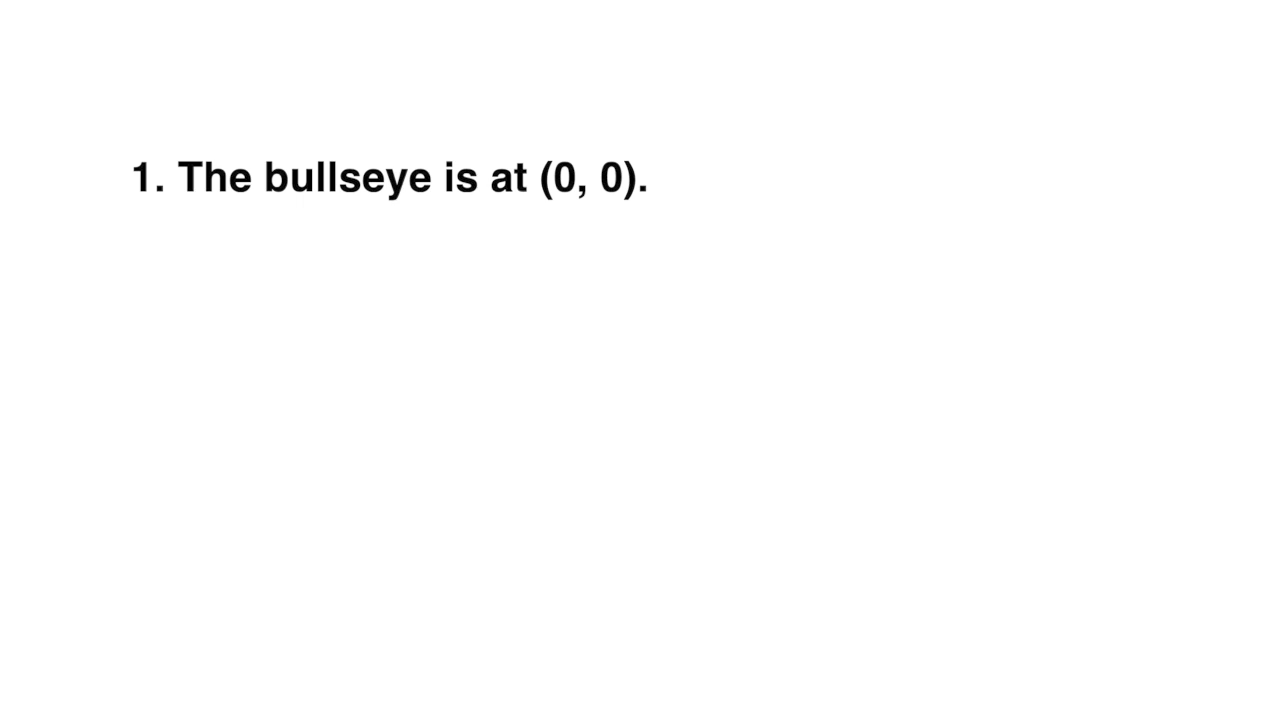 1. The bullseye is at (0, 0).